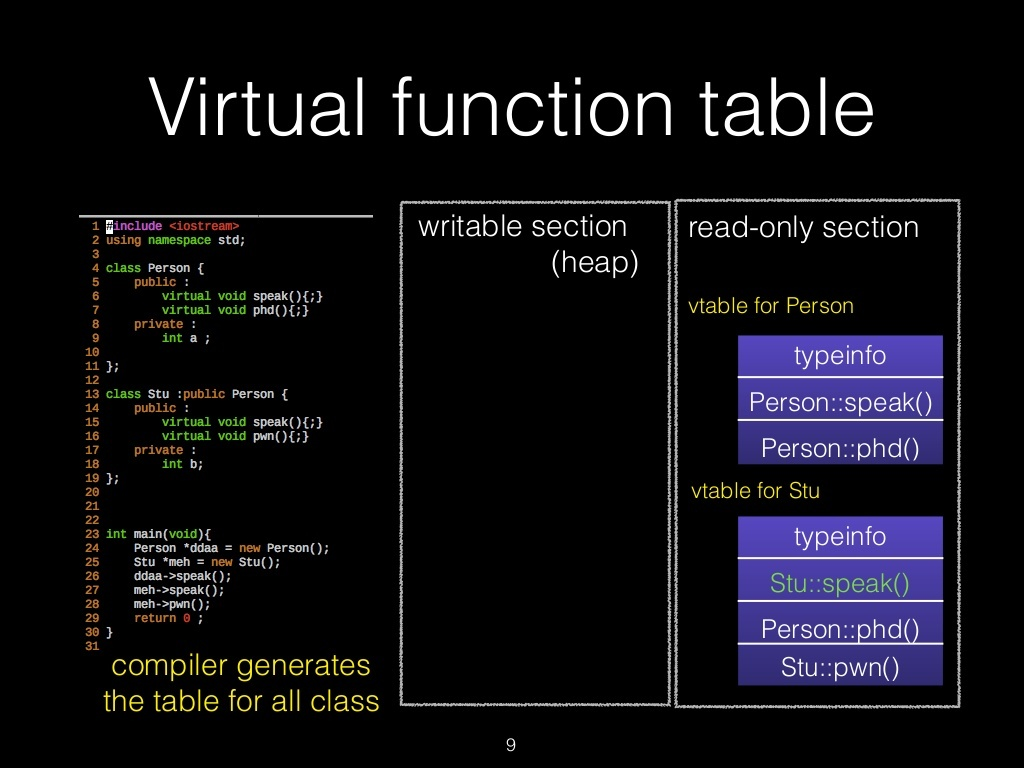 Virtual function table
1 #include <iostream>
2 using namespace std;
3
4 class Person {
5     public :
6         virtual void speak(){;}
7         virtual void phd(){;}
8     private :
9         int a ;
10
11 };
12
13 class Stu :public Person {
14     public :
15         virtual void speak(){;}
16         virtual void pwn(){;}
17     private :
18         int b;
19 };
20
21
22
23 int main(void){
24     Person *ddaa = new Person();
25     Stu *meh = new Stu();
26     ddaa->speak();
27     meh->speak();
28     meh->pwn();
29     return 0 ;
30 }
31
compiler generates
the table for all class
writable section
(heap)
read-only section
vtable for Person
typeinfo
Person::speak()
Person::phd()
vtable for Stu
typeinfo
Stu::speak()
Person::phd()
Stu::pwn()
9